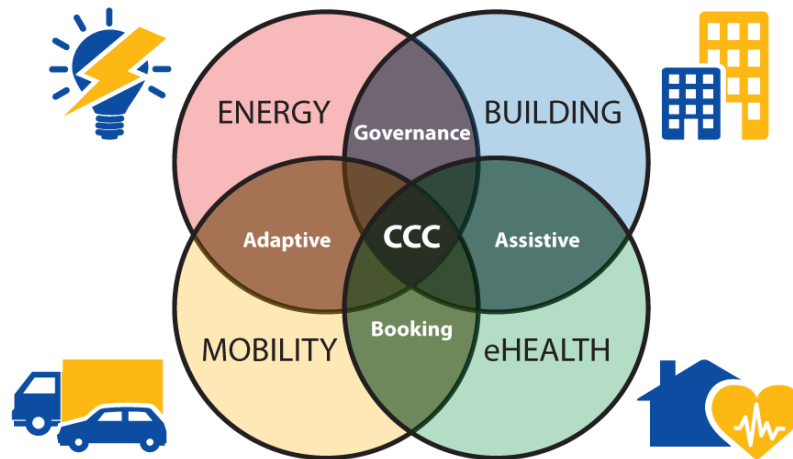 ENERGY
BUILDING
Governance
Adaptive
CCC
Assistive
Booking
MOBILITY
eHEALTH